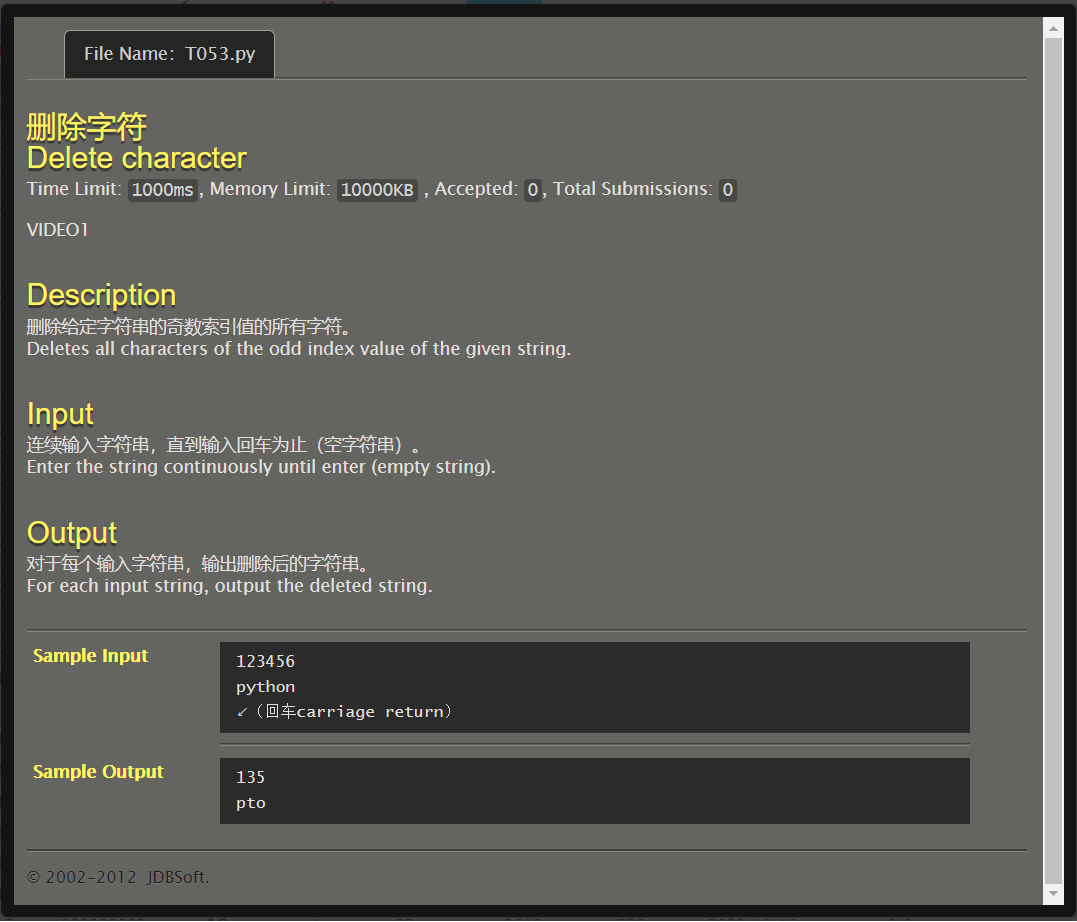 File Name: T053.py
删除字符
Delete character
Time Limit: 1000ms, Memory Limit: 10000KB , Accepted: 0, Total Submissions: 0
VIDEO1
Description
删除给定字符串的奇数索引值的所有字符。
Deletes all characters of the odd index value of the given string.
Input
连续输入字符串，直到输入回车为止（空字符串）。
Enter the string continuously until enter (empty string).
Output
对于每个输入字符串，输出删除后的字符串。
For each input string, output the deleted string.
Sample Input
123456
python
↙（回车carriage return）
Sample Output
135
pto
© 2002-2012 JDBSoft.